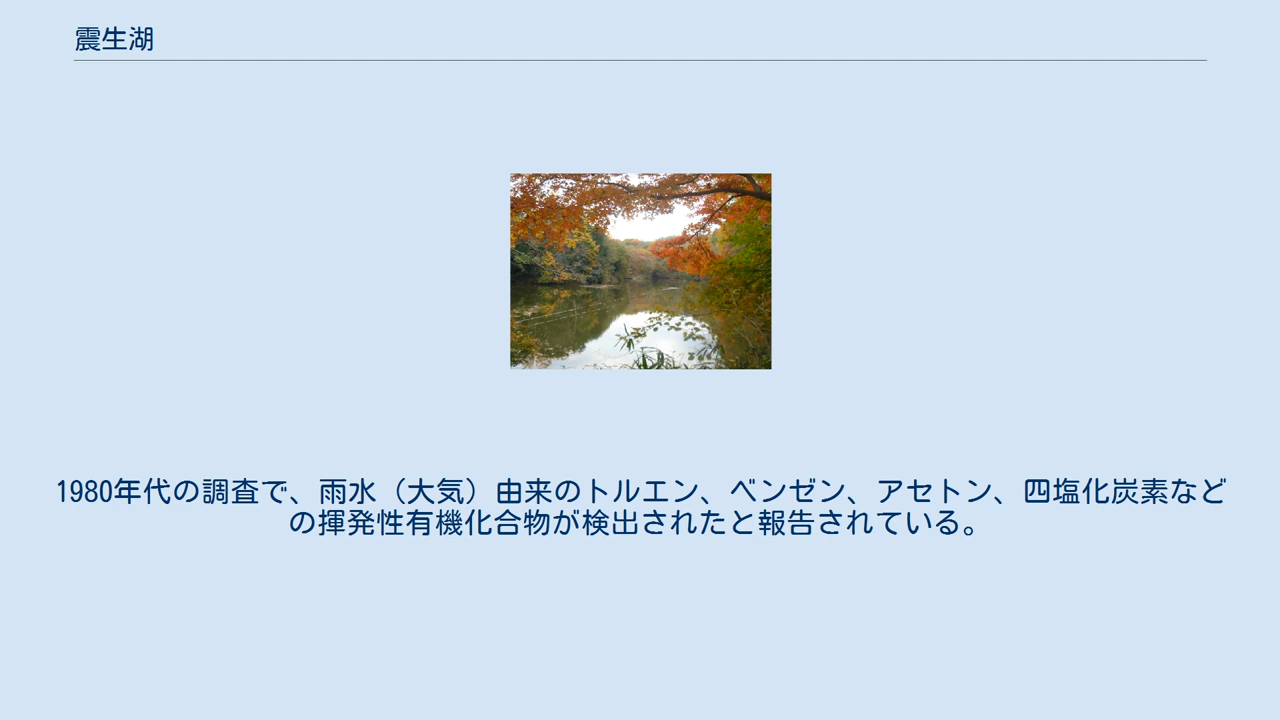 震生湖
1980年代の調査で、雨水（大気）由来のトルエン、ベンゼン、アセトン、四塩化炭素など
の揮発性有機化合物が検出されたと報告されている。